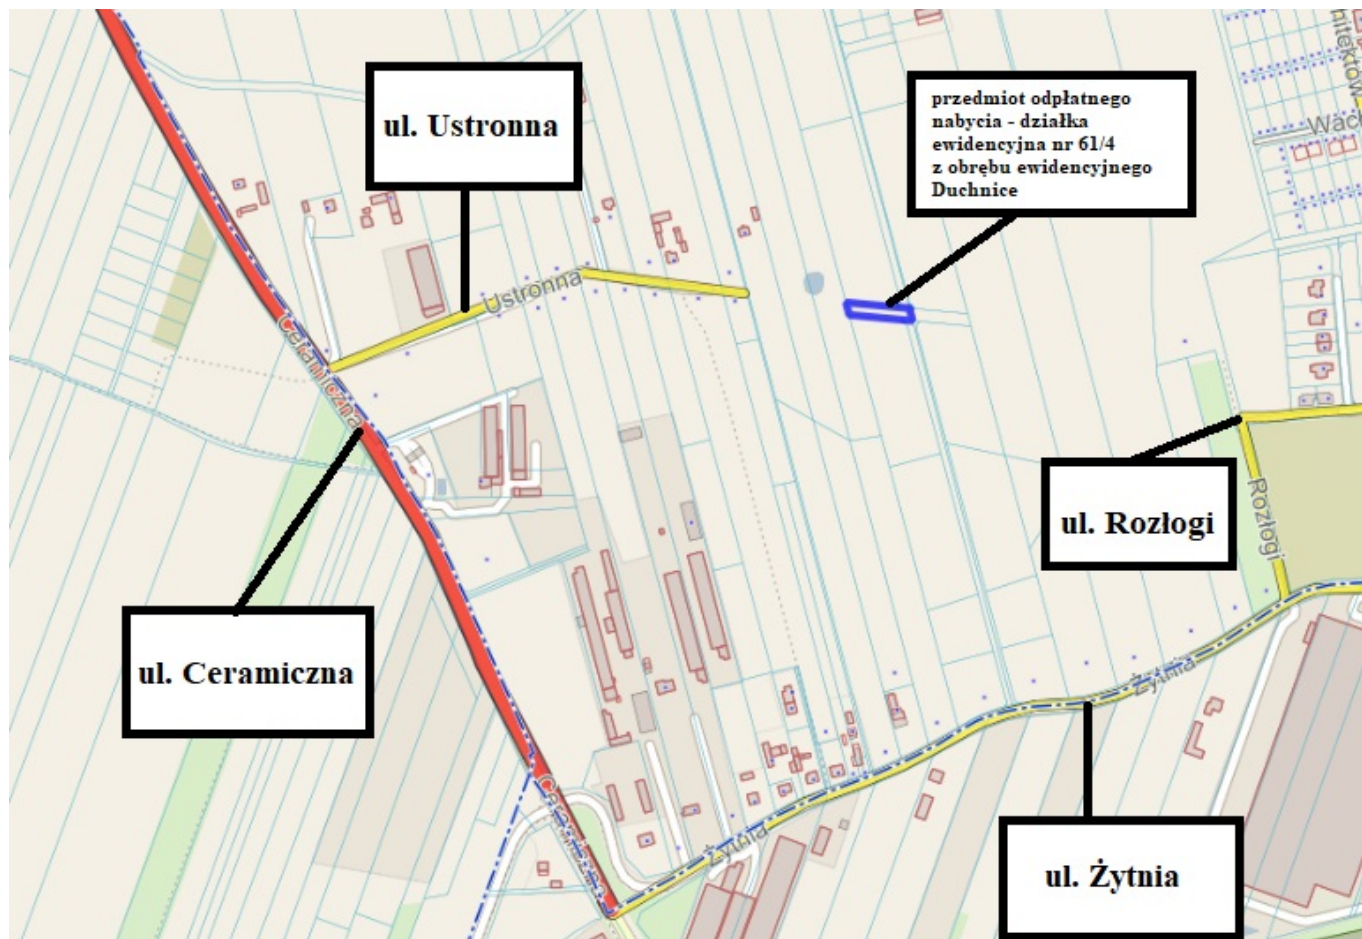 ul. Ustronna
przedmiot odpłatnego
nabycia - działka
ewidencyjna nr 61/4
z obrębu ewidencyjnego
Duchnice
Ustronna
Ceramiczna
ul. Rozłogi
Rozłogi
ul. Ceramiczna
Żytnia
Ceramiczna
Żytnia
ul. Żytnia